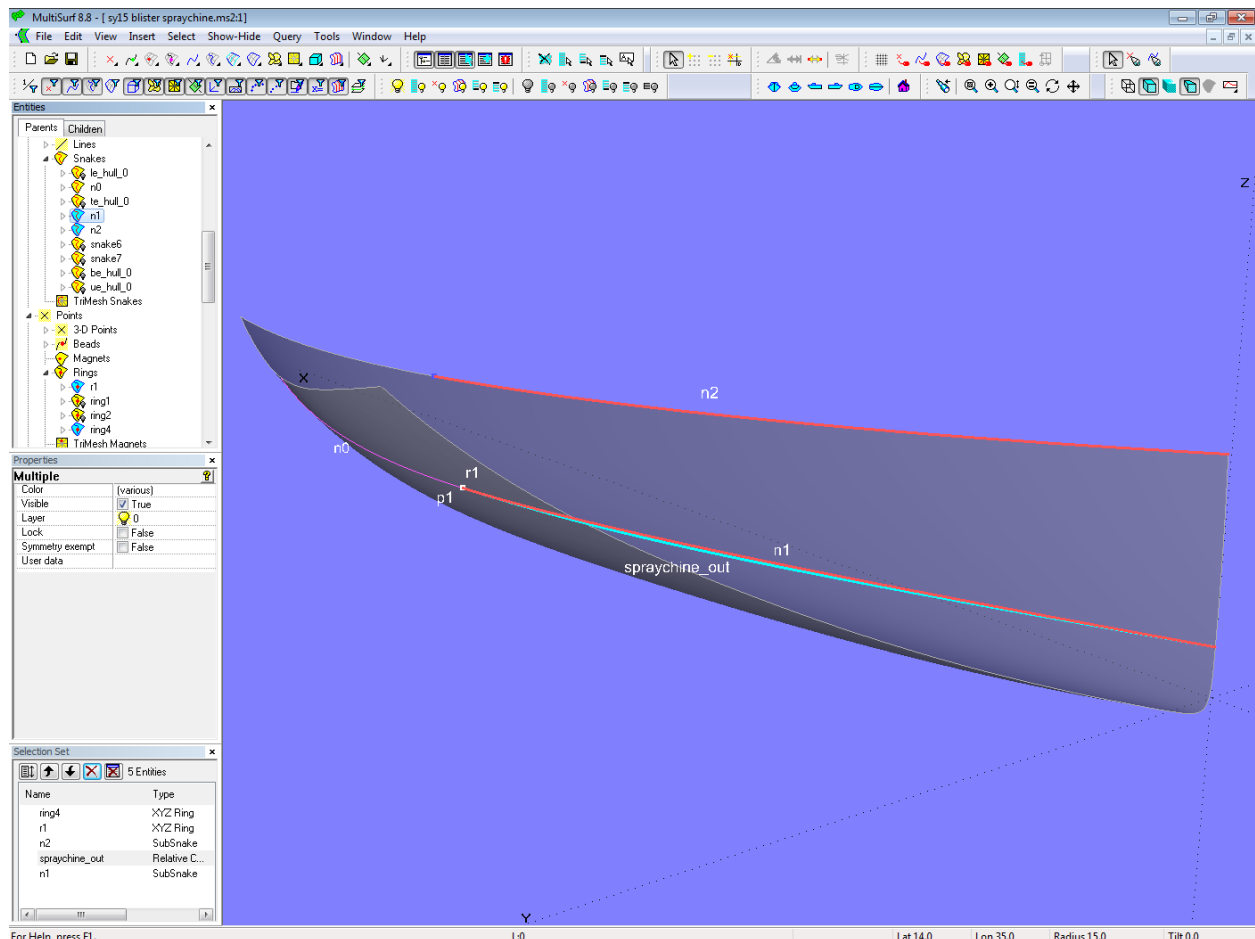 MultiSurf 8.8 - [ sy15 blister spraychine.ms2:1]
File Edit View Insert Select Show-Hide Query Tools Window Help
Entities
Parents Children
Lines
Snakes
le_hull_0
n0
te_hull_0
n1
n2
snake6
snake7
be_hull_0
ue_hull_0
TriMesh Snakes
Points
3-D Points
Beads
Magnets
Rings
r1
ring1
ring2
ring4
TriMesh Magnets
Properties
Multiple
Color (various)
Visible True
Layer 0
Lock False
Symmetry exempt False
User data
Selection Set
5 Entities
Name Type
ring4 XYZ Ring
r1 XYZ Ring
n2 SubSnake
spraychine_out Relative C...
n1 SubSnake
Z
X
n2
n0
r1
p1
n1
spraychine_out
Y
For Help, press F1. L:0 Lat 14.0 Lon 35.0 Radius 15.0 Tilt 0.0